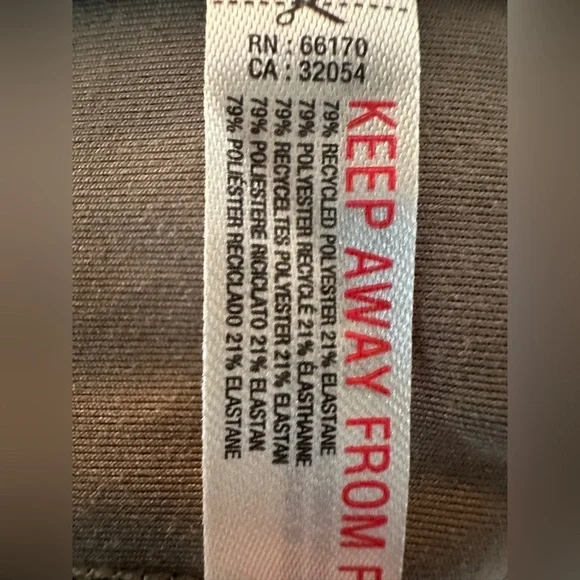 RN : 66170
CA : 32054
KEEP AWAY FROM
79% RECYCLED POLYESTER 21% ELASTANE
79% POLYESTER RECYCLÉ 21% ÉLASTHANNE
79% RECYCELTES POLYESTER 21% ELASTAN
79% POLIESTERE RICICLATO 21% ELASTAN
79% POLIÉSTER RECICLADO 21% ELASTANE